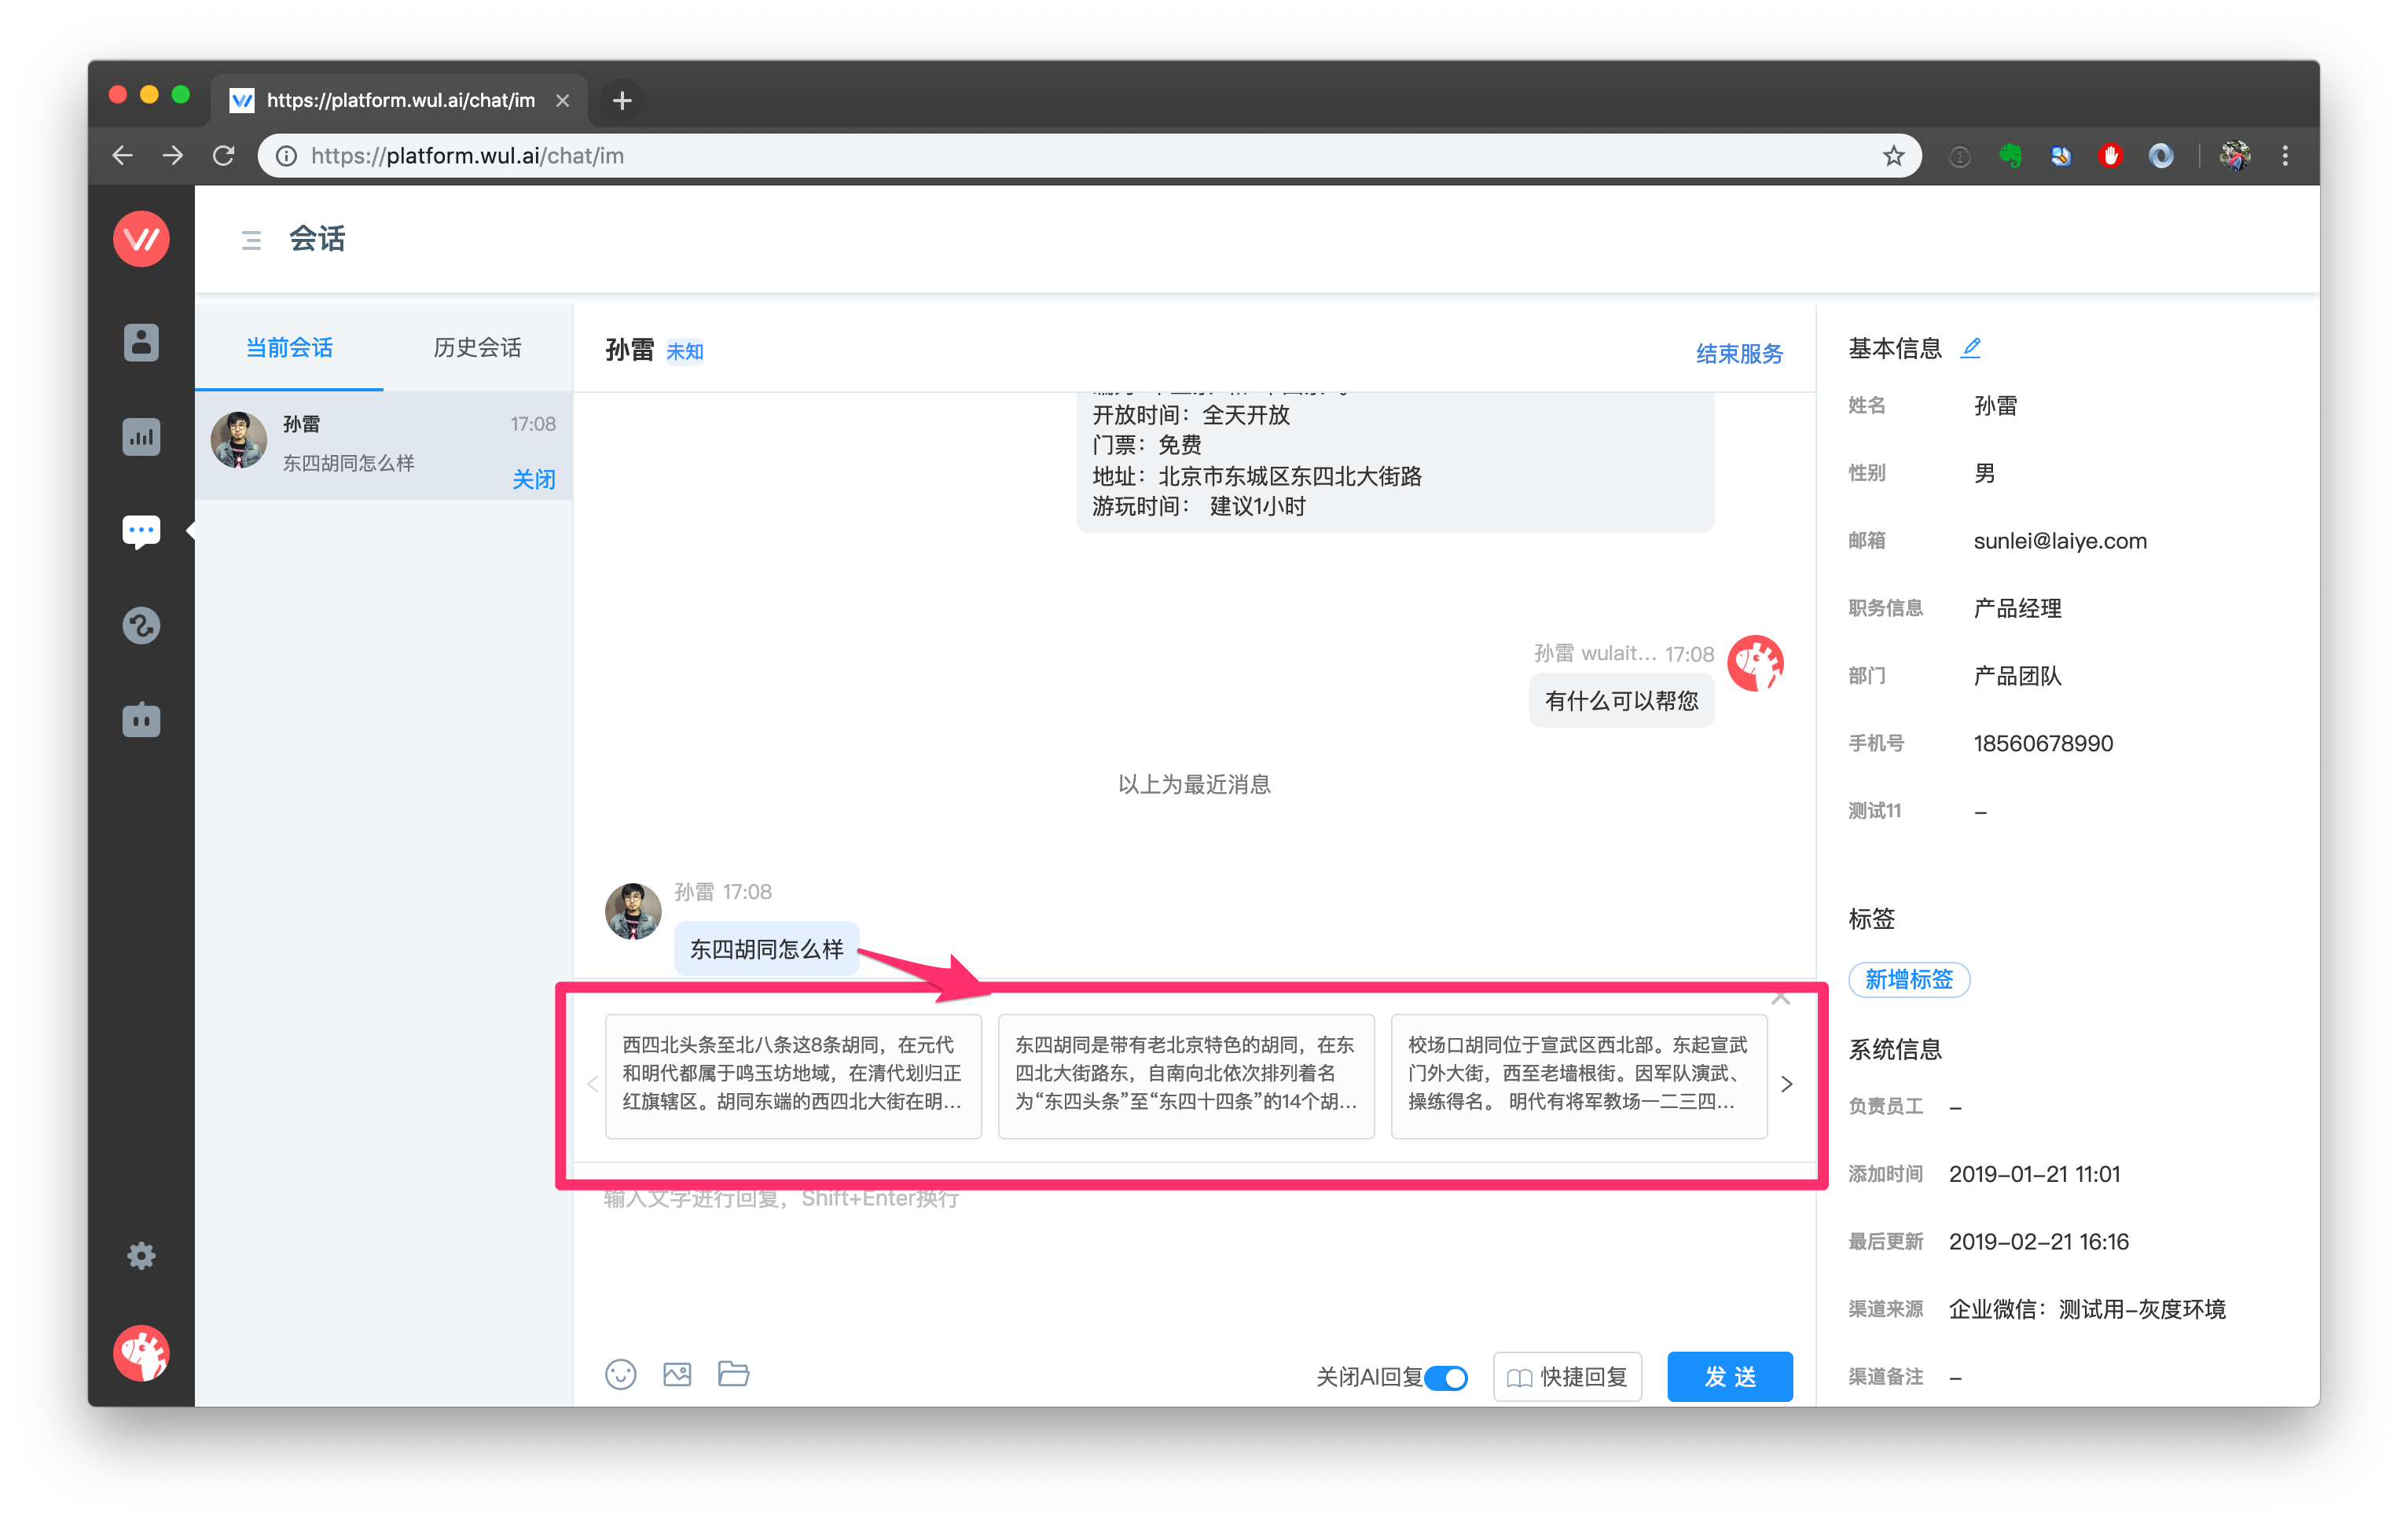 https://platform.wul.ai/chat/im
https://platform.wul.ai/chat/im
会话
当前会话
历史会话
孙雷
17:08
东四胡同怎么样
关闭
孙雷 未知
结束服务
开放时间：全天开放
门票：免费
地址：北京市东城区东四北大街路
游玩时间： 建议1小时
孙雷 wulait... 17:08
有什么可以帮您
以上为最近消息
孙雷 17:08
东四胡同怎么样
西四北头条至北八条这8条胡同，在元代
和明代都属于鸣玉坊地域，在清代划归正
红旗辖区。胡同东端的西四北大街在明...
东四胡同是带有老北京特色的胡同，在东
四北大街路东，自南向北依次排列着名
为“东四头条”至“东四十四条”的14个胡...
校场口胡同位于宣武区西北部。东起宣武
门外大街，西至老墙根街。因军队演武、
操练得名。 明代有将军教场一二三四...
输入文字进行回复，Shift+Enter换行
关闭AI回复
快捷回复
发 送
基本信息
姓名 孙雷
性别 男
邮箱 sunlei@laiye.com
职务信息 产品经理
部门 产品团队
手机号 18560678990
测试11 –
标签
新增标签
系统信息
负责员工 –
添加时间 2019-01-21 11:01
最后更新 2019-02-21 16:16
渠道来源 企业微信：测试用-灰度环境
渠道备注 –